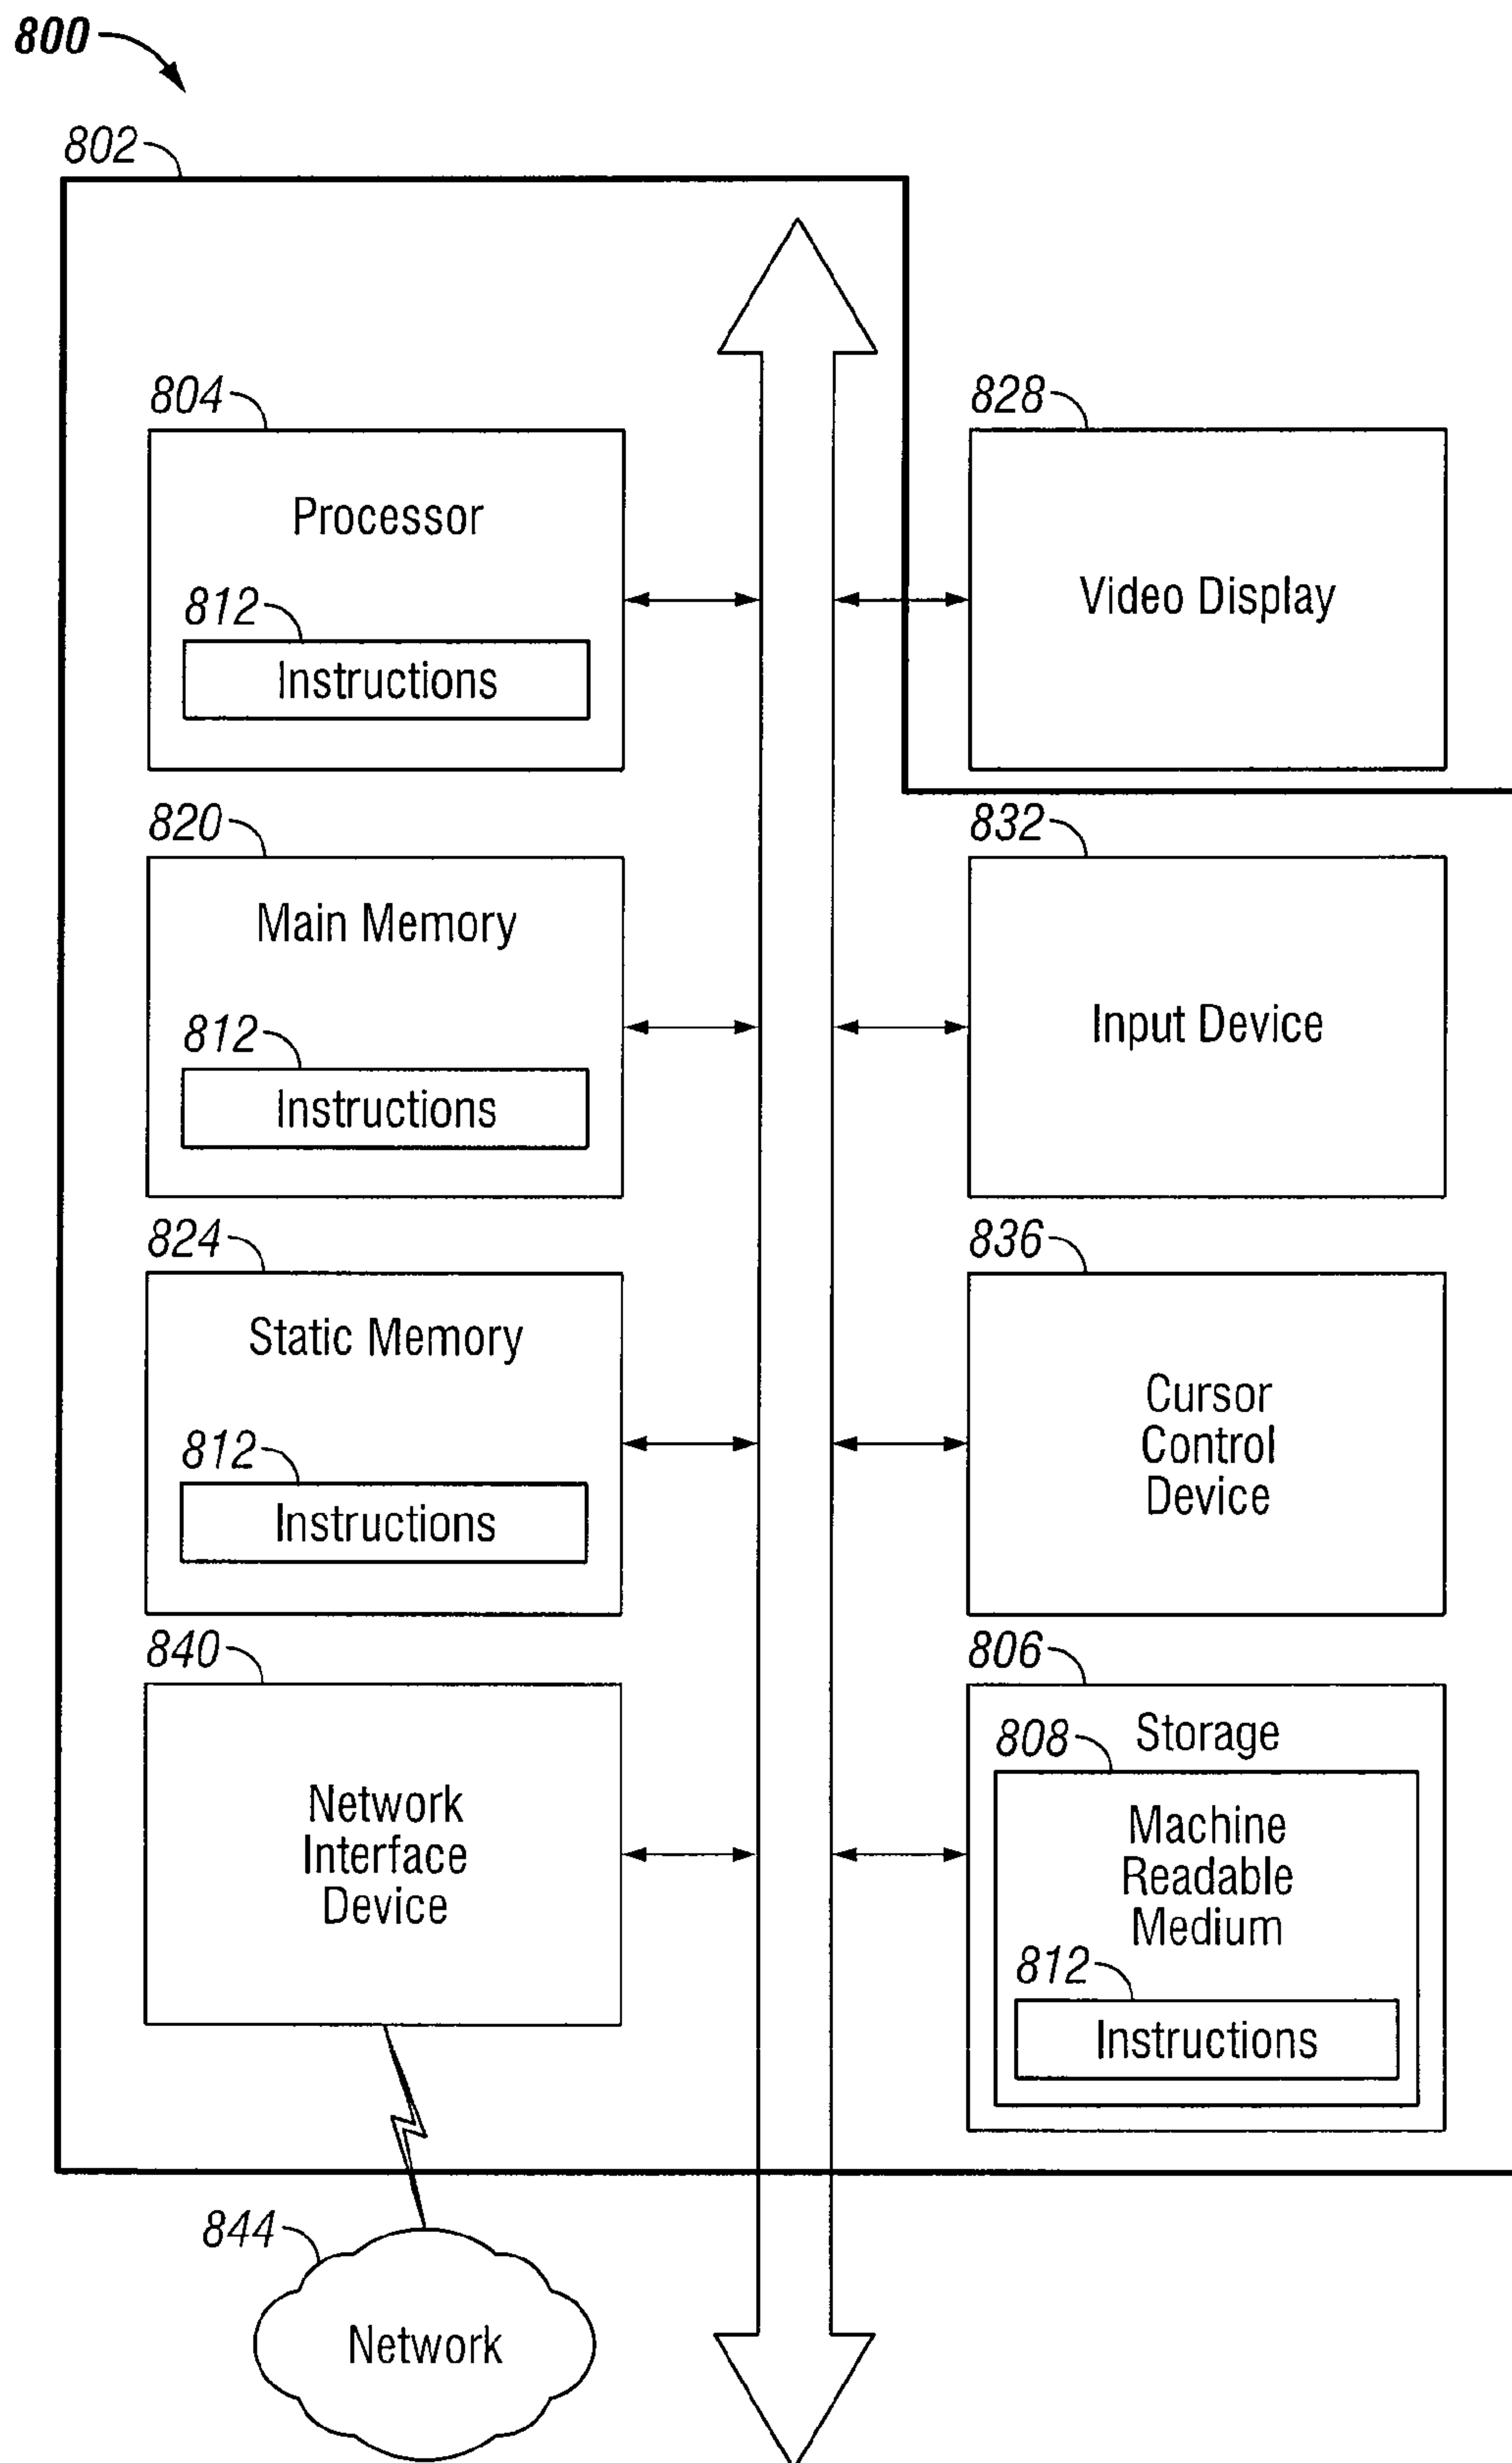 800
802
804
Processor
812
Instructions
828
Video Display
820
Main Memory
812
Instructions
832
Input Device
824
Static Memory
812
Instructions
836
Cursor
Control
Device
840
Network
Interface
Device
806
Storage
808
Machine
Readable
Medium
812
Instructions
844
Network